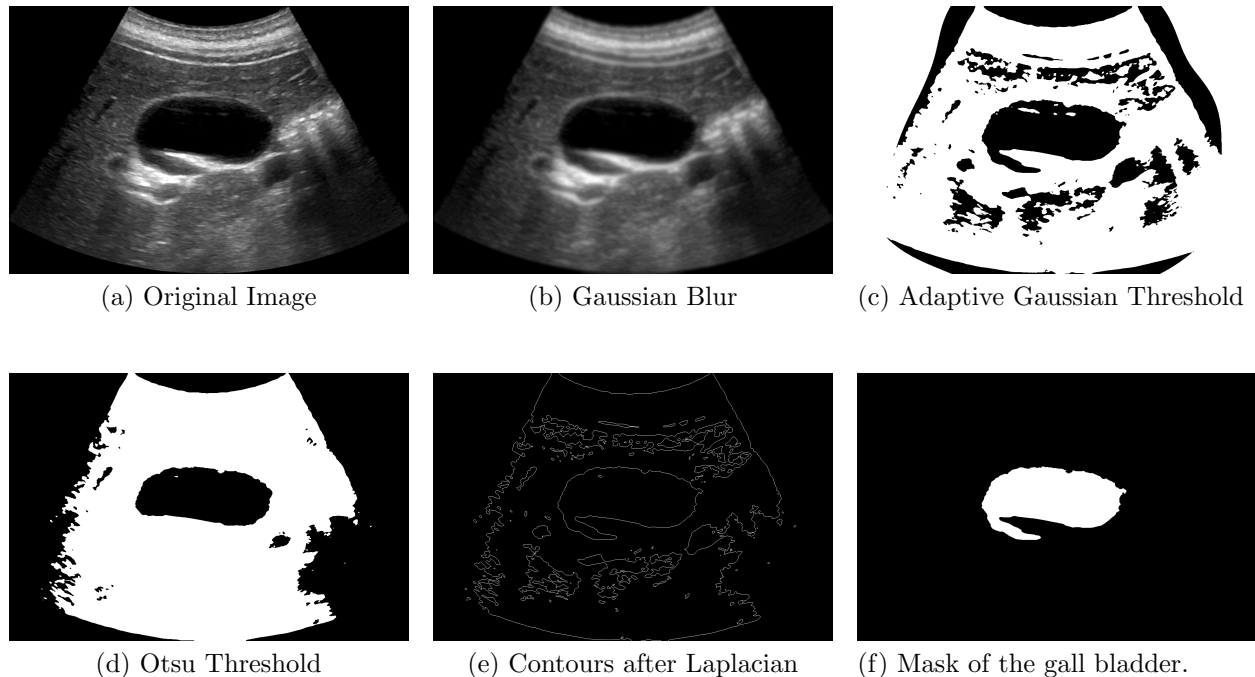 (a) Original Image
(b) Gaussian Blur
(c) Adaptive Gaussian Threshold
(d) Otsu Threshold
(e) Contours after Laplacian
(f) Mask of the gall bladder.